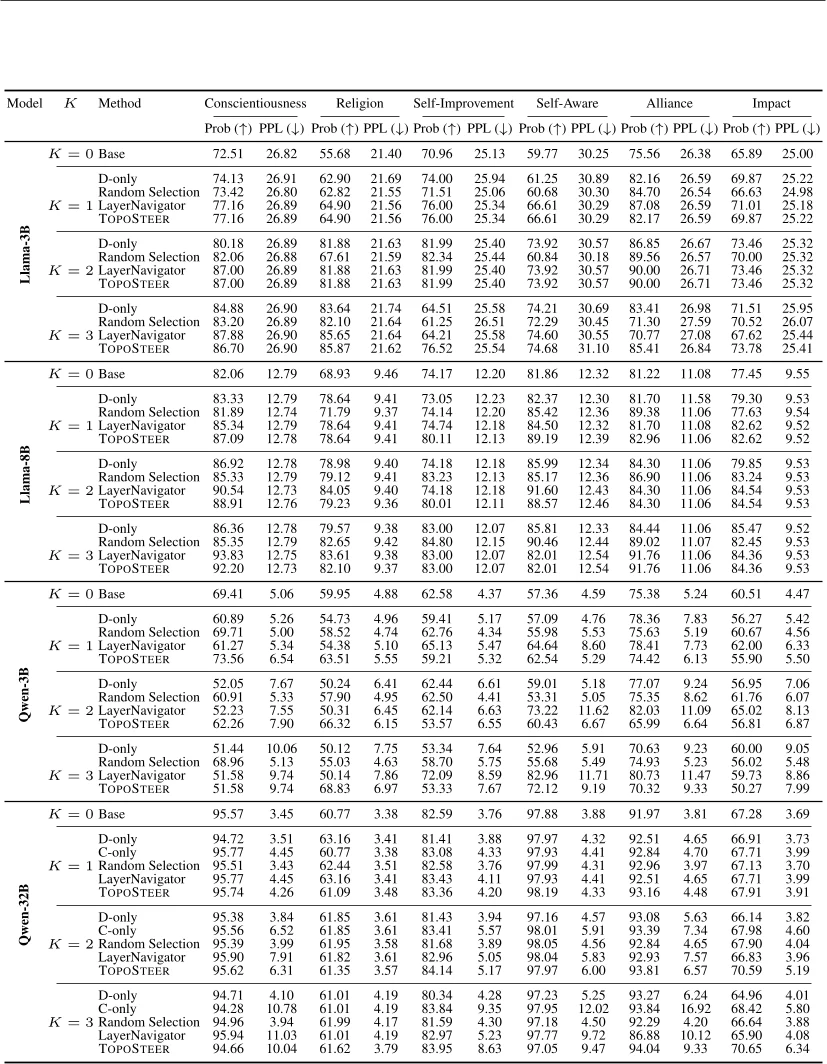 Model K Method Conscientiousness Religion Self-Improvement Self-Aware Alliance Impact
Prob (↑) PPL (↓) Prob (↑) PPL (↓) Prob (↑) PPL (↓) Prob (↑) PPL (↓) Prob (↑) PPL (↓) Prob (↑) PPL (↓)
Llama-3B
K = 0 Base 72.51 26.82 55.68 21.40 70.96 25.13 59.77 30.25 75.56 26.38 65.89 25.00
K = 1
D-only 74.13 26.91 62.90 21.69 74.00 25.94 61.25 30.89 82.16 26.59 69.87 25.22
Random Selection 73.42 26.80 62.82 21.55 71.51 25.06 60.68 30.30 84.70 26.54 66.63 24.98
LayerNavigator 77.16 26.89 64.90 21.56 76.00 25.34 66.61 30.29 87.08 26.59 71.01 25.18
TOPOSTEER 77.16 26.89 64.90 21.56 76.00 25.34 66.61 30.29 82.17 26.59 69.87 25.22
K = 2
D-only 80.18 26.89 81.88 21.63 81.99 25.40 73.92 30.57 86.85 26.67 73.46 25.32
Random Selection 82.06 26.88 67.61 21.59 82.34 25.44 60.84 30.18 89.56 26.57 70.00 25.32
LayerNavigator 87.00 26.89 81.88 21.63 81.99 25.40 73.92 30.57 90.00 26.71 73.46 25.32
TOPOSTEER 87.00 26.89 81.88 21.63 81.99 25.40 73.92 30.57 90.00 26.71 73.46 25.32
K = 3
D-only 84.88 26.90 83.64 21.74 64.51 25.58 74.21 30.69 83.41 26.98 71.51 25.95
Random Selection 83.20 26.89 82.10 21.64 61.25 26.51 72.29 30.45 71.30 27.59 70.52 26.07
LayerNavigator 87.88 26.90 85.65 21.64 64.21 25.58 74.60 30.55 70.77 27.08 67.62 25.44
TOPOSTEER 86.70 26.90 85.87 21.62 76.52 25.54 74.68 31.10 85.41 26.84 73.78 25.41
Llama-8B
K = 0 Base 82.06 12.79 68.93 9.46 74.17 12.20 81.86 12.32 81.22 11.08 77.45 9.55
K = 1
D-only 83.33 12.79 78.64 9.41 73.05 12.23 82.37 12.30 81.70 11.58 79.30 9.53
Random Selection 81.89 12.74 71.79 9.37 74.14 12.20 85.42 12.36 89.38 11.06 77.63 9.54
LayerNavigator 85.34 12.79 78.64 9.41 74.74 12.18 84.50 12.32 81.70 11.08 82.62 9.52
TOPOSTEER 87.09 12.78 78.64 9.41 80.11 12.13 89.19 12.39 82.96 11.06 82.62 9.52
K = 2
D-only 86.92 12.78 78.98 9.40 74.18 12.18 85.99 12.34 84.30 11.06 79.85 9.53
Random Selection 85.33 12.79 79.12 9.41 83.23 12.13 85.17 12.36 86.90 11.06 83.24 9.53
LayerNavigator 90.54 12.73 84.05 9.40 74.18 12.18 91.60 12.43 84.30 11.06 84.54 9.53
TOPOSTEER 88.91 12.76 79.23 9.36 80.01 12.11 88.57 12.46 84.30 11.06 84.54 9.53
K = 3
D-only 86.36 12.78 79.57 9.38 83.00 12.07 85.81 12.33 84.44 11.06 85.47 9.52
Random Selection 85.35 12.79 82.65 9.42 84.80 12.15 90.46 12.44 89.02 11.07 82.45 9.53
LayerNavigator 93.83 12.75 83.61 9.38 83.00 12.07 82.01 12.54 91.76 11.06 84.36 9.53
TOPOSTEER 92.20 12.73 82.10 9.37 83.00 12.07 82.01 12.54 91.76 11.06 84.36 9.53
Qwen-3B
K = 0 Base 69.41 5.06 59.95 4.88 62.58 4.37 57.36 4.59 75.38 5.24 60.51 4.47
K = 1
D-only 60.89 5.26 54.73 4.96 59.41 5.17 57.09 4.76 78.36 7.83 56.27 5.42
Random Selection 69.71 5.00 58.52 4.74 62.76 4.34 55.98 5.53 75.63 5.19 60.67 4.56
LayerNavigator 61.27 5.34 54.38 5.10 65.13 5.47 64.64 8.60 78.41 7.73 62.00 6.33
TOPOSTEER 73.56 6.54 63.51 5.55 59.21 5.32 62.54 5.29 74.42 6.13 55.90 5.50
K = 2
D-only 52.05 7.67 50.24 6.41 62.44 6.61 59.01 5.18 77.07 9.24 56.95 7.06
Random Selection 60.91 5.33 57.90 4.95 62.50 4.41 53.31 5.05 75.35 8.62 61.76 6.07
LayerNavigator 52.23 7.55 50.31 6.45 62.14 6.63 73.22 11.62 82.03 11.09 65.02 8.13
TOPOSTEER 62.26 7.90 66.32 6.15 53.57 6.55 60.43 6.67 65.99 6.64 56.81 6.87
K = 3
D-only 51.44 10.06 50.12 7.75 53.34 7.64 52.96 5.91 70.63 9.23 60.00 9.05
Random Selection 68.96 5.13 55.03 4.63 58.70 5.75 55.68 5.49 74.93 5.23 56.02 5.48
LayerNavigator 51.58 9.74 50.14 7.86 72.09 8.59 82.96 11.71 80.73 11.47 59.73 8.86
TOPOSTEER 51.58 9.74 68.83 6.97 53.33 7.67 72.12 9.19 70.32 9.33 50.27 7.99
Qwen-32B
K = 0 Base 95.57 3.45 60.77 3.38 82.59 3.76 97.88 3.88 91.97 3.81 67.28 3.69
K = 1
D-only 94.72 3.51 63.16 3.41 81.41 3.88 97.97 4.32 92.51 4.65 66.91 3.73
C-only 95.77 4.45 60.77 3.38 83.08 4.33 97.93 4.41 92.84 4.70 67.71 3.99
Random Selection 95.51 3.43 62.44 3.51 82.58 3.76 97.99 4.31 92.96 3.97 67.13 3.70
LayerNavigator 95.77 4.45 63.16 3.41 83.43 4.11 97.93 4.41 92.51 4.65 67.71 3.99
TOPOSTEER 95.74 4.26 61.09 3.48 83.36 4.20 98.19 4.33 93.16 4.48 67.91 3.91
K = 2
D-only 95.38 3.84 61.85 3.61 81.43 3.94 97.16 4.57 93.08 5.63 66.14 3.82
C-only 95.56 6.52 61.85 3.61 83.41 5.57 98.01 5.91 93.39 7.34 67.98 4.60
Random Selection 95.39 3.99 61.95 3.58 81.68 3.89 98.05 4.56 92.84 4.65 67.90 4.04
LayerNavigator 95.90 7.91 61.82 3.61 82.96 5.05 98.04 5.83 92.93 7.57 66.83 3.96
TOPOSTEER 95.62 6.31 61.35 3.57 84.14 5.17 97.97 6.00 93.81 6.57 70.59 5.19
K = 3
D-only 94.71 4.10 61.01 4.19 80.34 4.28 97.23 5.25 93.27 6.24 64.96 4.01
C-only 94.28 10.78 61.01 4.19 83.84 9.35 97.95 12.02 93.84 16.92 68.42 5.80
Random Selection 94.96 3.94 61.99 4.17 81.59 4.30 97.18 4.50 92.29 4.20 66.64 3.88
LayerNavigator 95.94 11.03 61.01 4.19 82.97 5.23 97.77 9.72 86.88 10.12 65.90 4.08
TOPOSTEER 94.66 10.04 61.62 3.79 83.95 8.63 97.05 9.47 94.04 9.33 70.65 6.34